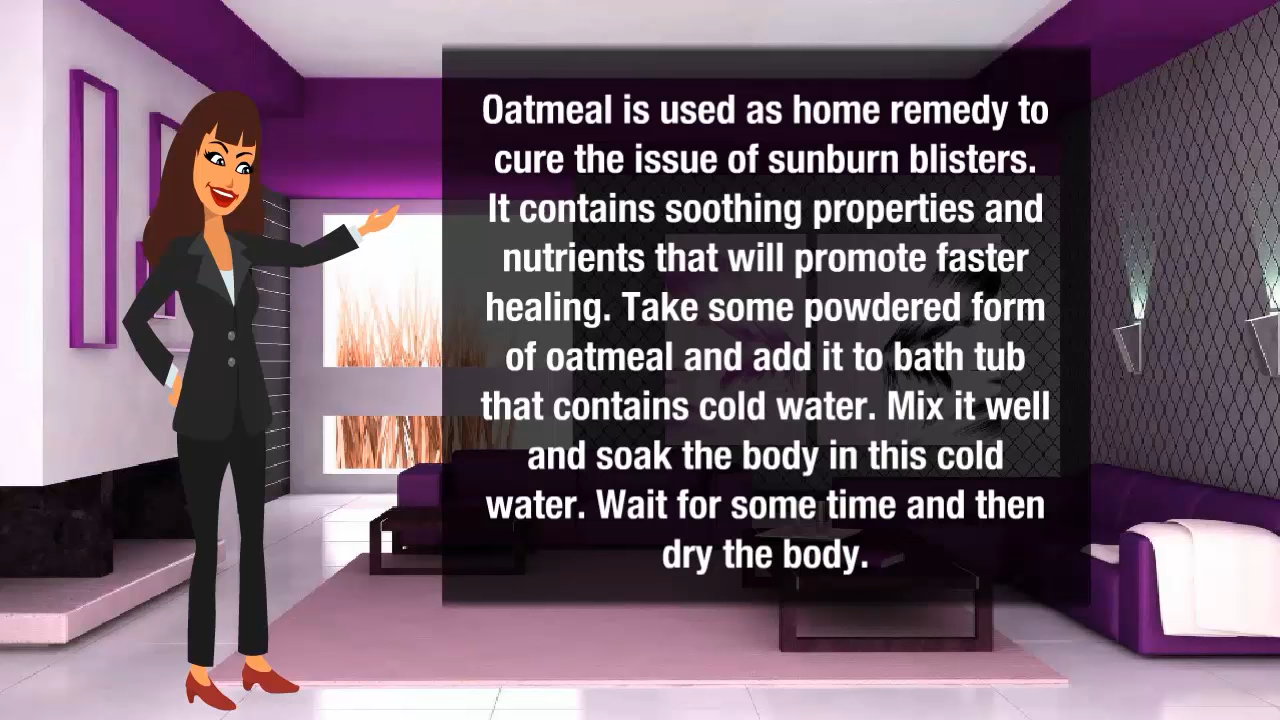 Oatmeal is used as home remedy to
cure the issue of sunburn blisters.
It contains soothing properties and
nutrients that will promote faster
healing. Take some powdered form
of oatmeal and add it to bath tub
that contains cold water. Mix it well
and soak the body in this cold
water. Wait for some time and then
dry the body.